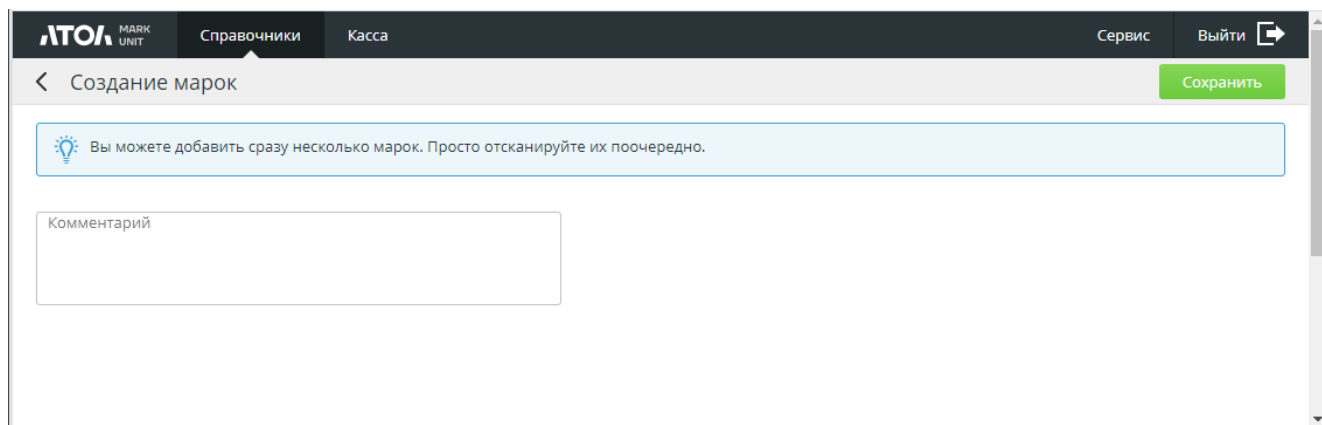 АТОЛ MARK UNIT Справочники Касса Сервис Выйти
Создание марок Сохранить
Вы можете добавить сразу несколько марок. Просто отсканируйте их поочередно.
Комментарий